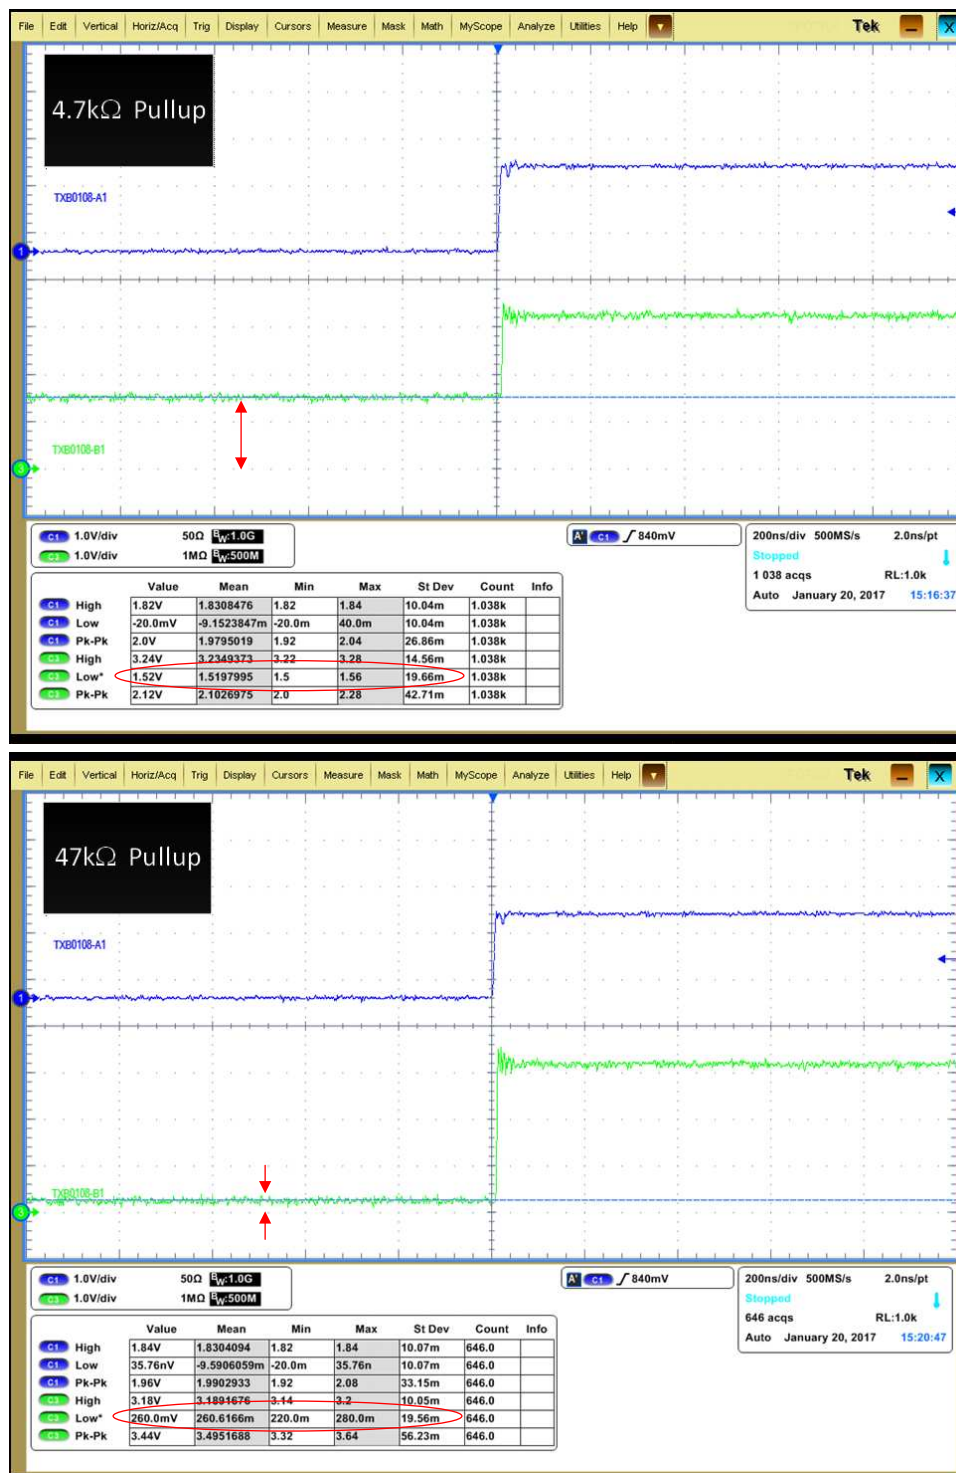 File Edit Vertical Horiz/Acq Trig Display Cursors Measure Mask Math MyScope Analyze Utilities Help Tek X
4.7kΩ Pullup
TXB0108-A1
1
TXB0108-B1
3
C1 1.0V/div 50Ω BW:1.0G
C3 1.0V/div 1MΩ BW:500M
A' C1 840mV
200ns/div 500MS/s 2.0ns/pt
Stopped
1 038 acqs RL:1.0k
Auto January 20, 2017 15:16:37
Value Mean Min Max St Dev Count Info
C1 High 1.82V 1.8308476 1.82 1.84 10.04m 1.038k
C1 Low -20.0mV -9.1523847m -20.0m 40.0m 10.04m 1.038k
C1 Pk-Pk 2.0V 1.9795019 1.92 2.04 26.86m 1.038k
C3 High 3.24V 3.2349373 3.22 3.28 14.56m 1.038k
C3 Low* 1.52V 1.5197995 1.5 1.56 19.66m 1.038k
C3 Pk-Pk 2.12V 2.1026975 2.0 2.28 42.71m 1.038k
File Edit Vertical Horiz/Acq Trig Display Cursors Measure Mask Math MyScope Analyze Utilities Help Tek X
47kΩ Pullup
TXB0108-A1
1
TXB0108-B1
3
C1 1.0V/div 50Ω BW:1.0G
C3 1.0V/div 1MΩ BW:500M
A' C1 840mV
200ns/div 500MS/s 2.0ns/pt
Stopped
646 acqs RL:1.0k
Auto January 20, 2017 15:20:47
Value Mean Min Max St Dev Count Info
C1 High 1.84V 1.8304094 1.82 1.84 10.07m 646.0
C1 Low 35.76nV -9.5906059m -20.0m 35.76n 10.07m 646.0
C1 Pk-Pk 1.96V 1.9902933 1.92 2.08 33.15m 646.0
C3 High 3.18V 3.1891676 3.14 3.2 10.05m 646.0
C3 Low* 260.0mV 260.6166m 220.0m 280.0m 19.56m 646.0
C3 Pk-Pk 3.44V 3.4951688 3.32 3.64 56.23m 646.0